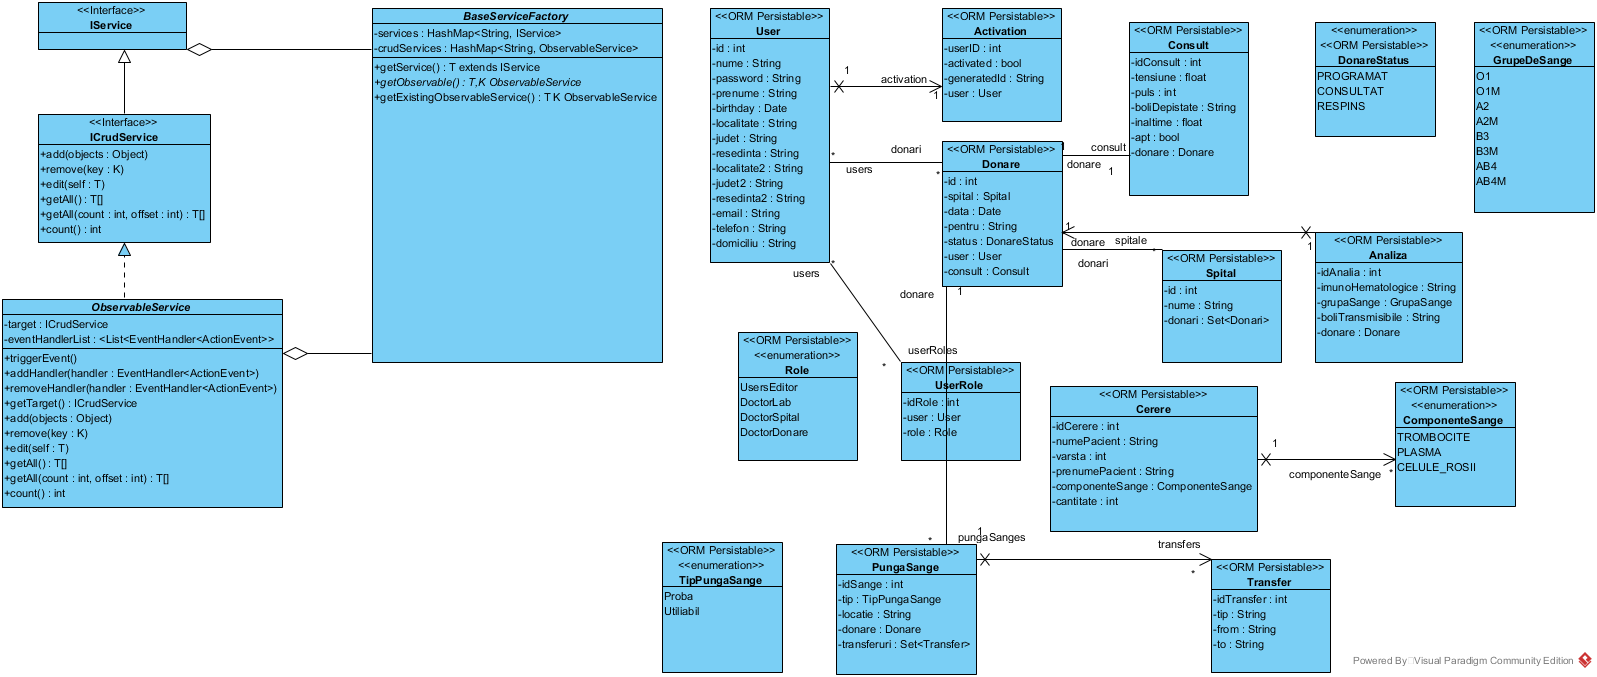 <<Interface>>
IService
<<Interface>>
ICrudService
+add(objects : Object)
+remove(key : K)
+edit(self : T)
+getAll() : T[]
+getAll(count : int, offset : int) : T[]
+count() : int
ObservableService
-target : ICrudService
-eventHandlerList : <List<EventHandler<ActionEvent>>
+triggerEvent()
+addHandler(handler : EventHandler<ActionEvent>)
+removeHandler(handler : EventHandler<ActionEvent>)
+getTarget() : ICrudService
+add(objects : Object)
+remove(key : K)
+edit(self : T)
+getAll() : T[]
+getAll(count : int, offset : int) : T[]
+count() : int
BaseServiceFactory
-services : HashMap<String, IService>
-crudServices : HashMap<String, ObservableService>
+getService() : T extends IService
+getObservable() : T,K ObservableService
+getExistingObservableService() : T K ObservableService
<<ORM Persistable>>
User
-id : int
-nume : String
-password : String
-prenume : String
-birthday : Date
-localitate : String
-judet : String
-resedinta : String
-localitate2 : String
-judet2 : String
-resedinta2 : String
-email : String
-telefon : String
-domiciliu : String
1
activation
1
<<ORM Persistable>>
Activation
-userID : int
-activated : bool
-generatedId : String
-user : User
*
donari
users
*
<<ORM Persistable>>
Donare
-id : int
-spital : Spital
-data : Date
-pentru : String
-status : DonareStatus
-user : User
-consult : Consult
1
consult
donare
1
<<ORM Persistable>>
Consult
-idConsult : int
-tensiune : float
-puls : int
-boliDepistate : String
-inaltime : float
-apt : bool
-donare : Donare
<<enumeration>>
<<ORM Persistable>>
DonareStatus
PROGRAMAT
CONSULTAT
RESPINS
<<ORM Persistable>>
<<enumeration>>
GrupeDeSange
O1
O1M
A2
A2M
B3
B3M
AB4
AB4M
1
donare
1
spitale
*
donari
<<ORM Persistable>>
Spital
-id : int
-nume : String
-donari : Set<Donari>
<<ORM Persistable>>
Analiza
-idAnalia : int
-imunoHematologice : String
-grupaSange : GrupaSange
-boliTransmisibile : String
-donare : Donare
*
users
userRoles
*
donare
1
<<ORM Persistable>>
<<enumeration>>
Role
UsersEditor
DoctorLab
DoctorSpital
DoctorDonare
<<ORM Persistable>>
UserRole
-idRole : int
-user : User
-role : Role
<<ORM Persistable>>
Cerere
-idCerere : int
-numePacient : String
-varsta : int
-prenumePacient : String
-componenteSange : ComponenteSange
-cantitate : int
1
componenteSange
*
<<ORM Persistable>>
<<enumeration>>
ComponenteSange
TROMBOCITE
PLASMA
CELULE_ROSII
<<ORM Persistable>>
<<enumeration>>
TipPungaSange
Proba
Utiliabil
*
pungaSanges
1
<<ORM Persistable>>
PungaSange
-idSange : int
-tip : TipPungaSange
-locatie : String
-donare : Donare
-transferuri : Set<Transfer>
transfers
*
<<ORM Persistable>>
Transfer
-idTransfer : int
-tip : String
-from : String
-to : String
Powered By Visual Paradigm Community Edition